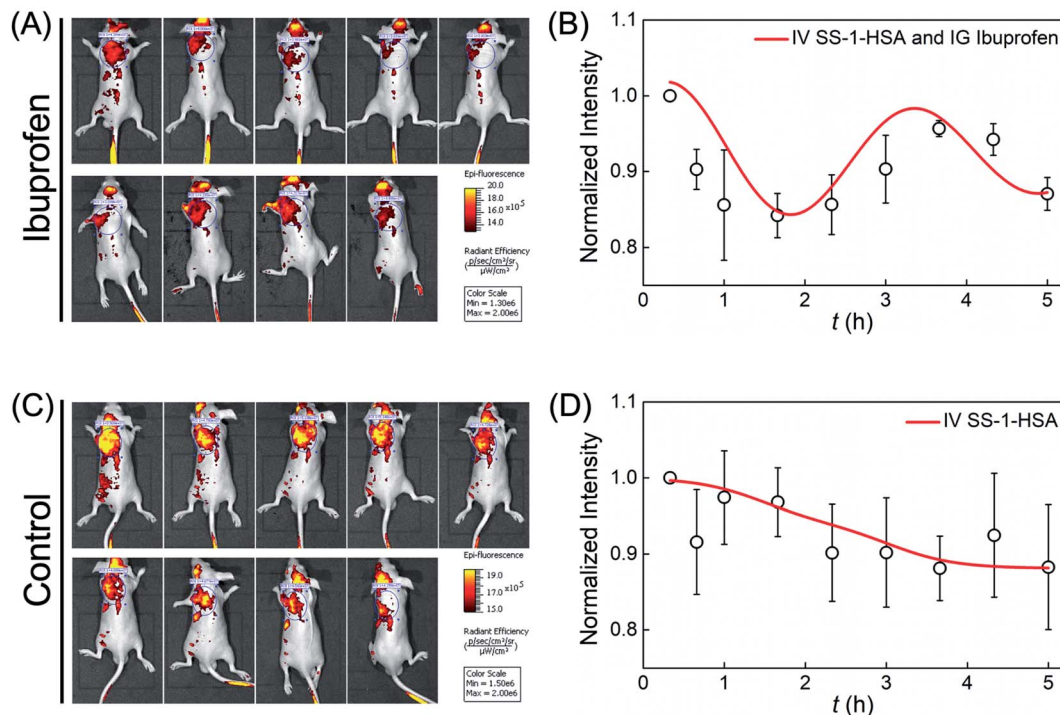 (A)
Ibuprofen
Epi-fluorescence
20.0
18.0
16.0
14.0
x10⁵
Radiant Efficiency
(p/sec/cm²/sr
μW/cm²)
Color Scale
Min = 1.30e6
Max = 2.00e6
(B)
IV SS-1-HSA and IG Ibuprofen
Normalized Intensity
1.1
1.0
0.9
0.8
0 1 2 3 4 5
t (h)
(C)
Control
Epi-fluorescence
19.0
17.0
15.0
x10⁵
Radiant Efficiency
(p/sec/cm²/sr
μW/cm²)
Color Scale
Min = 1.50e6
Max = 2.00e6
(D)
IV SS-1-HSA
Normalized Intensity
1.1
1.0
0.9
0.8
0 1 2 3 4 5
t (h)